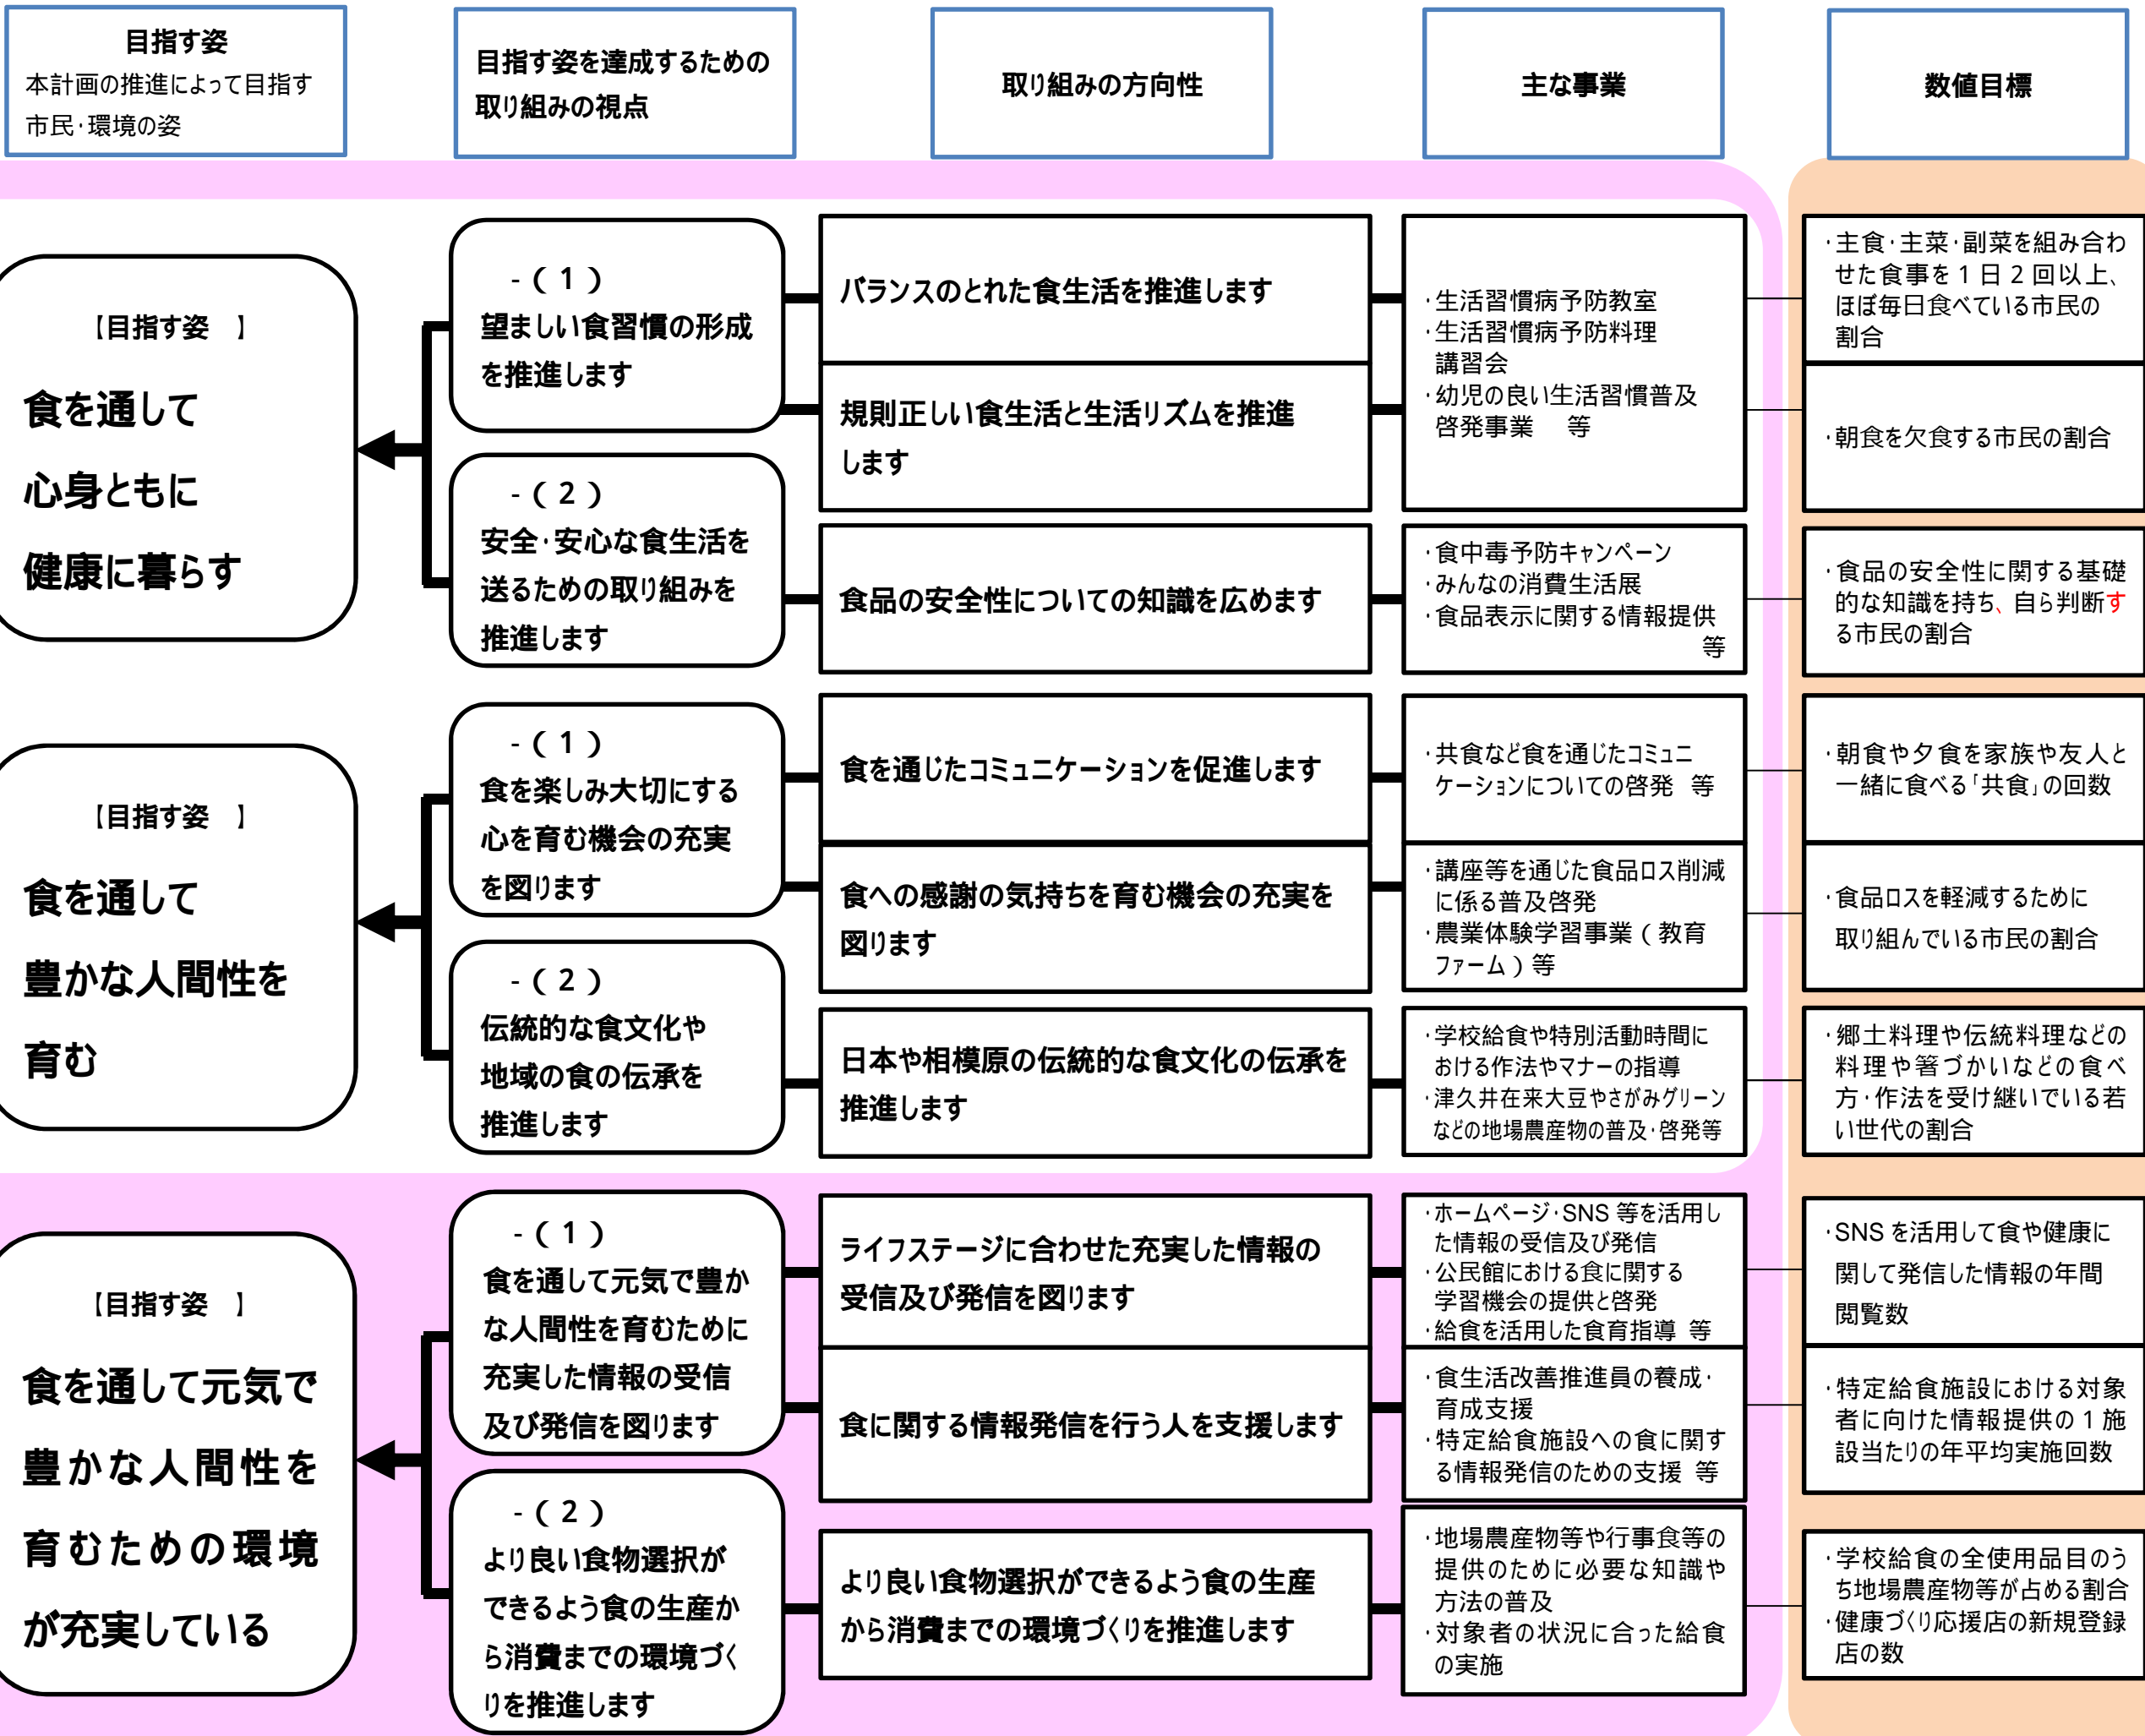 目指す姿
本計画の推進によって目指す
市民・環境の姿
目指す姿を達成するための
取り組みの視点
取り組みの方向性
主な事業
数値目標
【目指す姿　】
食を通して
心身ともに
健康に暮らす
-（１）
望ましい食習慣の形成
を推進します
-（２）
安全・安心な食生活を
送るための取り組みを
推進します
バランスのとれた食生活を推進します
規則正しい食生活と生活リズムを推進
します
食品の安全性についての知識を広めます
・生活習慣病予防教室
・生活習慣病予防料理
講習会
・幼児の良い生活習慣普及
啓発事業　等
・食中毒予防キャンペーン
・みんなの消費生活展
・食品表示に関する情報提供
等
・主食・主菜・副菜を組み合わ
せた食事を１日２回以上、
ほぼ毎日食べている市民の
割合
・朝食を欠食する市民の割合
・食品の安全性に関する基礎
的な知識を持ち、自ら判断す
る市民の割合
【目指す姿　】
食を通して
豊かな人間性を
育む
-（１）
食を楽しみ大切にする
心を育む機会の充実
を図ります
-（２）
伝統的な食文化や
地域の食の伝承を
推進します
食を通じたコミュニケーションを促進します
食への感謝の気持ちを育む機会の充実を
図ります
日本や相模原の伝統的な食文化の伝承を
推進します
・共食など食を通じたコミュニ
ケーションについての啓発　等
・講座等を通じた食品ロス削減
に係る普及啓発
・農業体験学習事業（教育
ファーム）等
・学校給食や特別活動時間に
おける作法やマナーの指導
・津久井在来大豆やさがみグリーン
などの地場農産物の普及・啓発等
・朝食や夕食を家族や友人と
一緒に食べる「共食」の回数
・食品ロスを軽減するために
取り組んでいる市民の割合
・郷土料理や伝統料理などの
料理や箸づかいなどの食べ
方・作法を受け継いでいる若
い世代の割合
【目指す姿　】
食を通して元気で
豊かな人間性を
育むための環境
が充実している
-（１）
食を通して元気で豊か
な人間性を育むために
充実した情報の受信
及び発信を図ります
-（２）
より良い食物選択が
できるよう食の生産か
ら消費までの環境づく
りを推進します
ライフステージに合わせた充実した情報の
受信及び発信を図ります
食に関する情報発信を行う人を支援します
より良い食物選択ができるよう食の生産
から消費までの環境づくりを推進します
・ホームページ・SNS 等を活用し
た情報の受信及び発信
・公民館における食に関する
学習機会の提供と啓発
・給食を活用した食育指導　等
・食生活改善推進員の養成・
育成支援
・特定給食施設への食に関す
る情報発信のための支援　等
・地場農産物等や行事食等の
提供のために必要な知識や
方法の普及
・対象者の状況に合った給食
の実施
・SNS を活用して食や健康に
関して発信した情報の年間
閲覧数
・特定給食施設における対象
者に向けた情報提供の１施
設当たりの年平均実施回数
・学校給食の全使用品目のう
ち地場農産物等が占める割合
・健康づくり応援店の新規登録
店の数